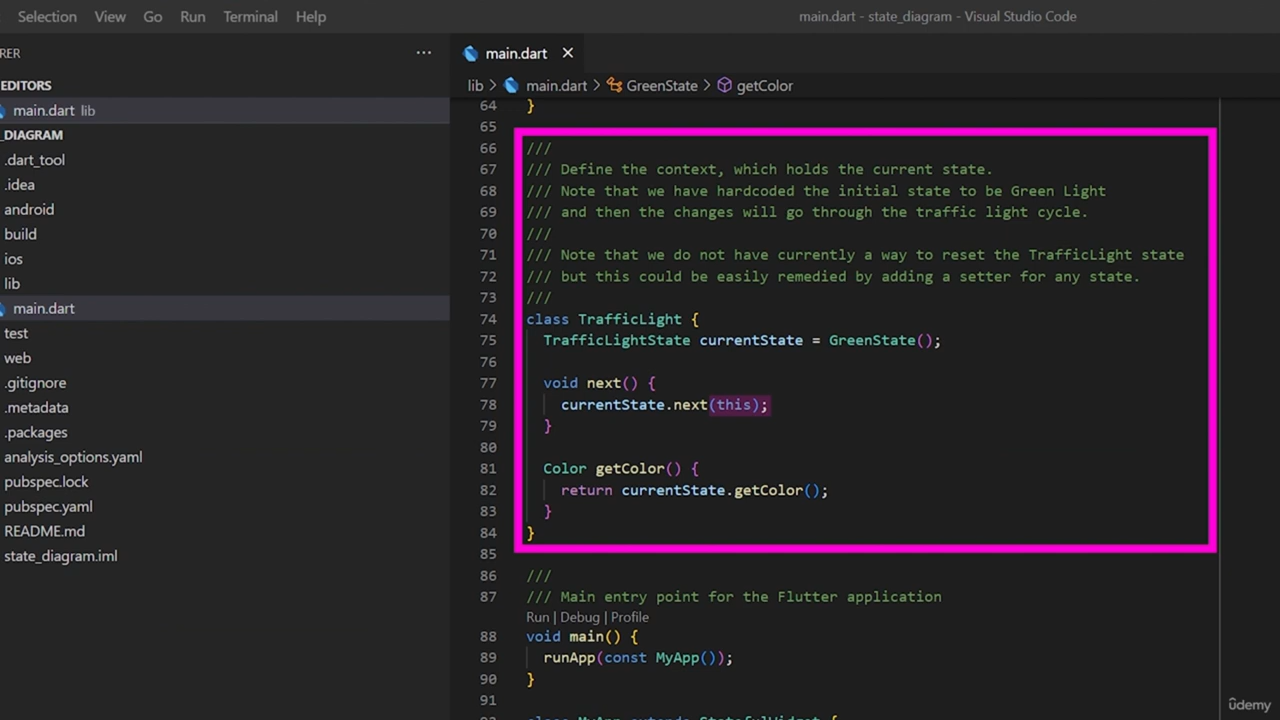 Selection View Go Run Terminal Help
main.dart - state_diagram - Visual Studio Code
RER ···
EDITORS
main.dart lib
_DIAGRAM
.dart_tool
.idea
android
build
ios
lib
main.dart
test
web
.gitignore
.metadata
.packages
analysis_options.yaml
pubspec.lock
pubspec.yaml
README.md
state_diagram.iml
main.dart ×
lib > main.dart > GreenState > getColor
64 }
65
66 ///
67 /// Define the context, which holds the current state.
68 /// Note that we have hardcoded the initial state to be Green Light
69 /// and then the changes will go through the traffic light cycle.
70 ///
71 /// Note that we do not have currently a way to reset the TrafficLight state
72 /// but this could be easily remedied by adding a setter for any state.
73 ///
74 class TrafficLight {
75 TrafficLightState currentState = GreenState();
76
77 void next() {
78 currentState.next(this);
79 }
80
81 Color getColor() {
82 return currentState.getColor();
83 }
84 }
85
86 ///
87 /// Main entry point for the Flutter application
Run | Debug | Profile
88 void main() {
89 runApp(const MyApp());
90 }
91
92 class MyApp extends StatefulWidget {
ûdemy